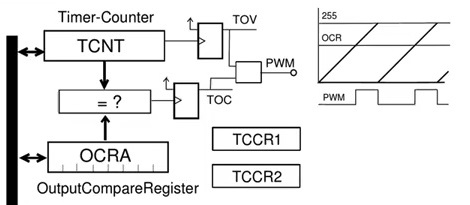 Timer-Counter
TCNT
TOV
PWM
= ?
TOC
OCRA
OutputCompareRegister
TCCR1
TCCR2
255
OCR
PWM